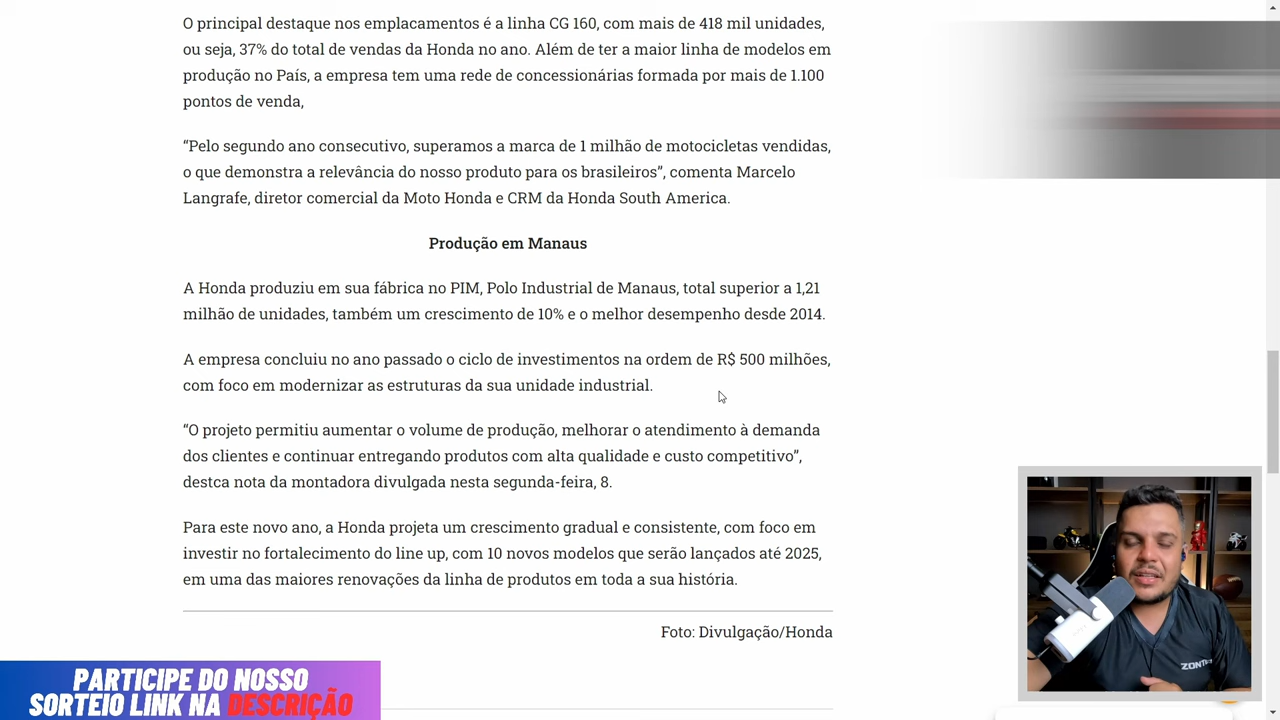 O principal destaque nos emplacamentos é a linha CG 160, com mais de 418 mil unidades,
ou seja, 37% do total de vendas da Honda no ano. Além de ter a maior linha de modelos em
produção no País, a empresa tem uma rede de concessionárias formada por mais de 1.100
pontos de venda,
“Pelo segundo ano consecutivo, superamos a marca de 1 milhão de motocicletas vendidas,
o que demonstra a relevância do nosso produto para os brasileiros”, comenta Marcelo
Langrafe, diretor comercial da Moto Honda e CRM da Honda South America.
Produção em Manaus
A Honda produziu em sua fábrica no PIM, Polo Industrial de Manaus, total superior a 1,21
milhão de unidades, também um crescimento de 10% e o melhor desempenho desde 2014.
A empresa concluiu no ano passado o ciclo de investimentos na ordem de R$ 500 milhões,
com foco em modernizar as estruturas da sua unidade industrial.
“O projeto permitiu aumentar o volume de produção, melhorar o atendimento à demanda
dos clientes e continuar entregando produtos com alta qualidade e custo competitivo”,
destca nota da montadora divulgada nesta segunda-feira, 8.
Para este novo ano, a Honda projeta um crescimento gradual e consistente, com foco em
investir no fortalecimento do line up, com 10 novos modelos que serão lançados até 2025,
em uma das maiores renovações da linha de produtos em toda a sua história.
Foto: Divulgação/Honda
PARTICIPE DO NOSSO
SORTEIO LINK NA DESCRIÇÃO